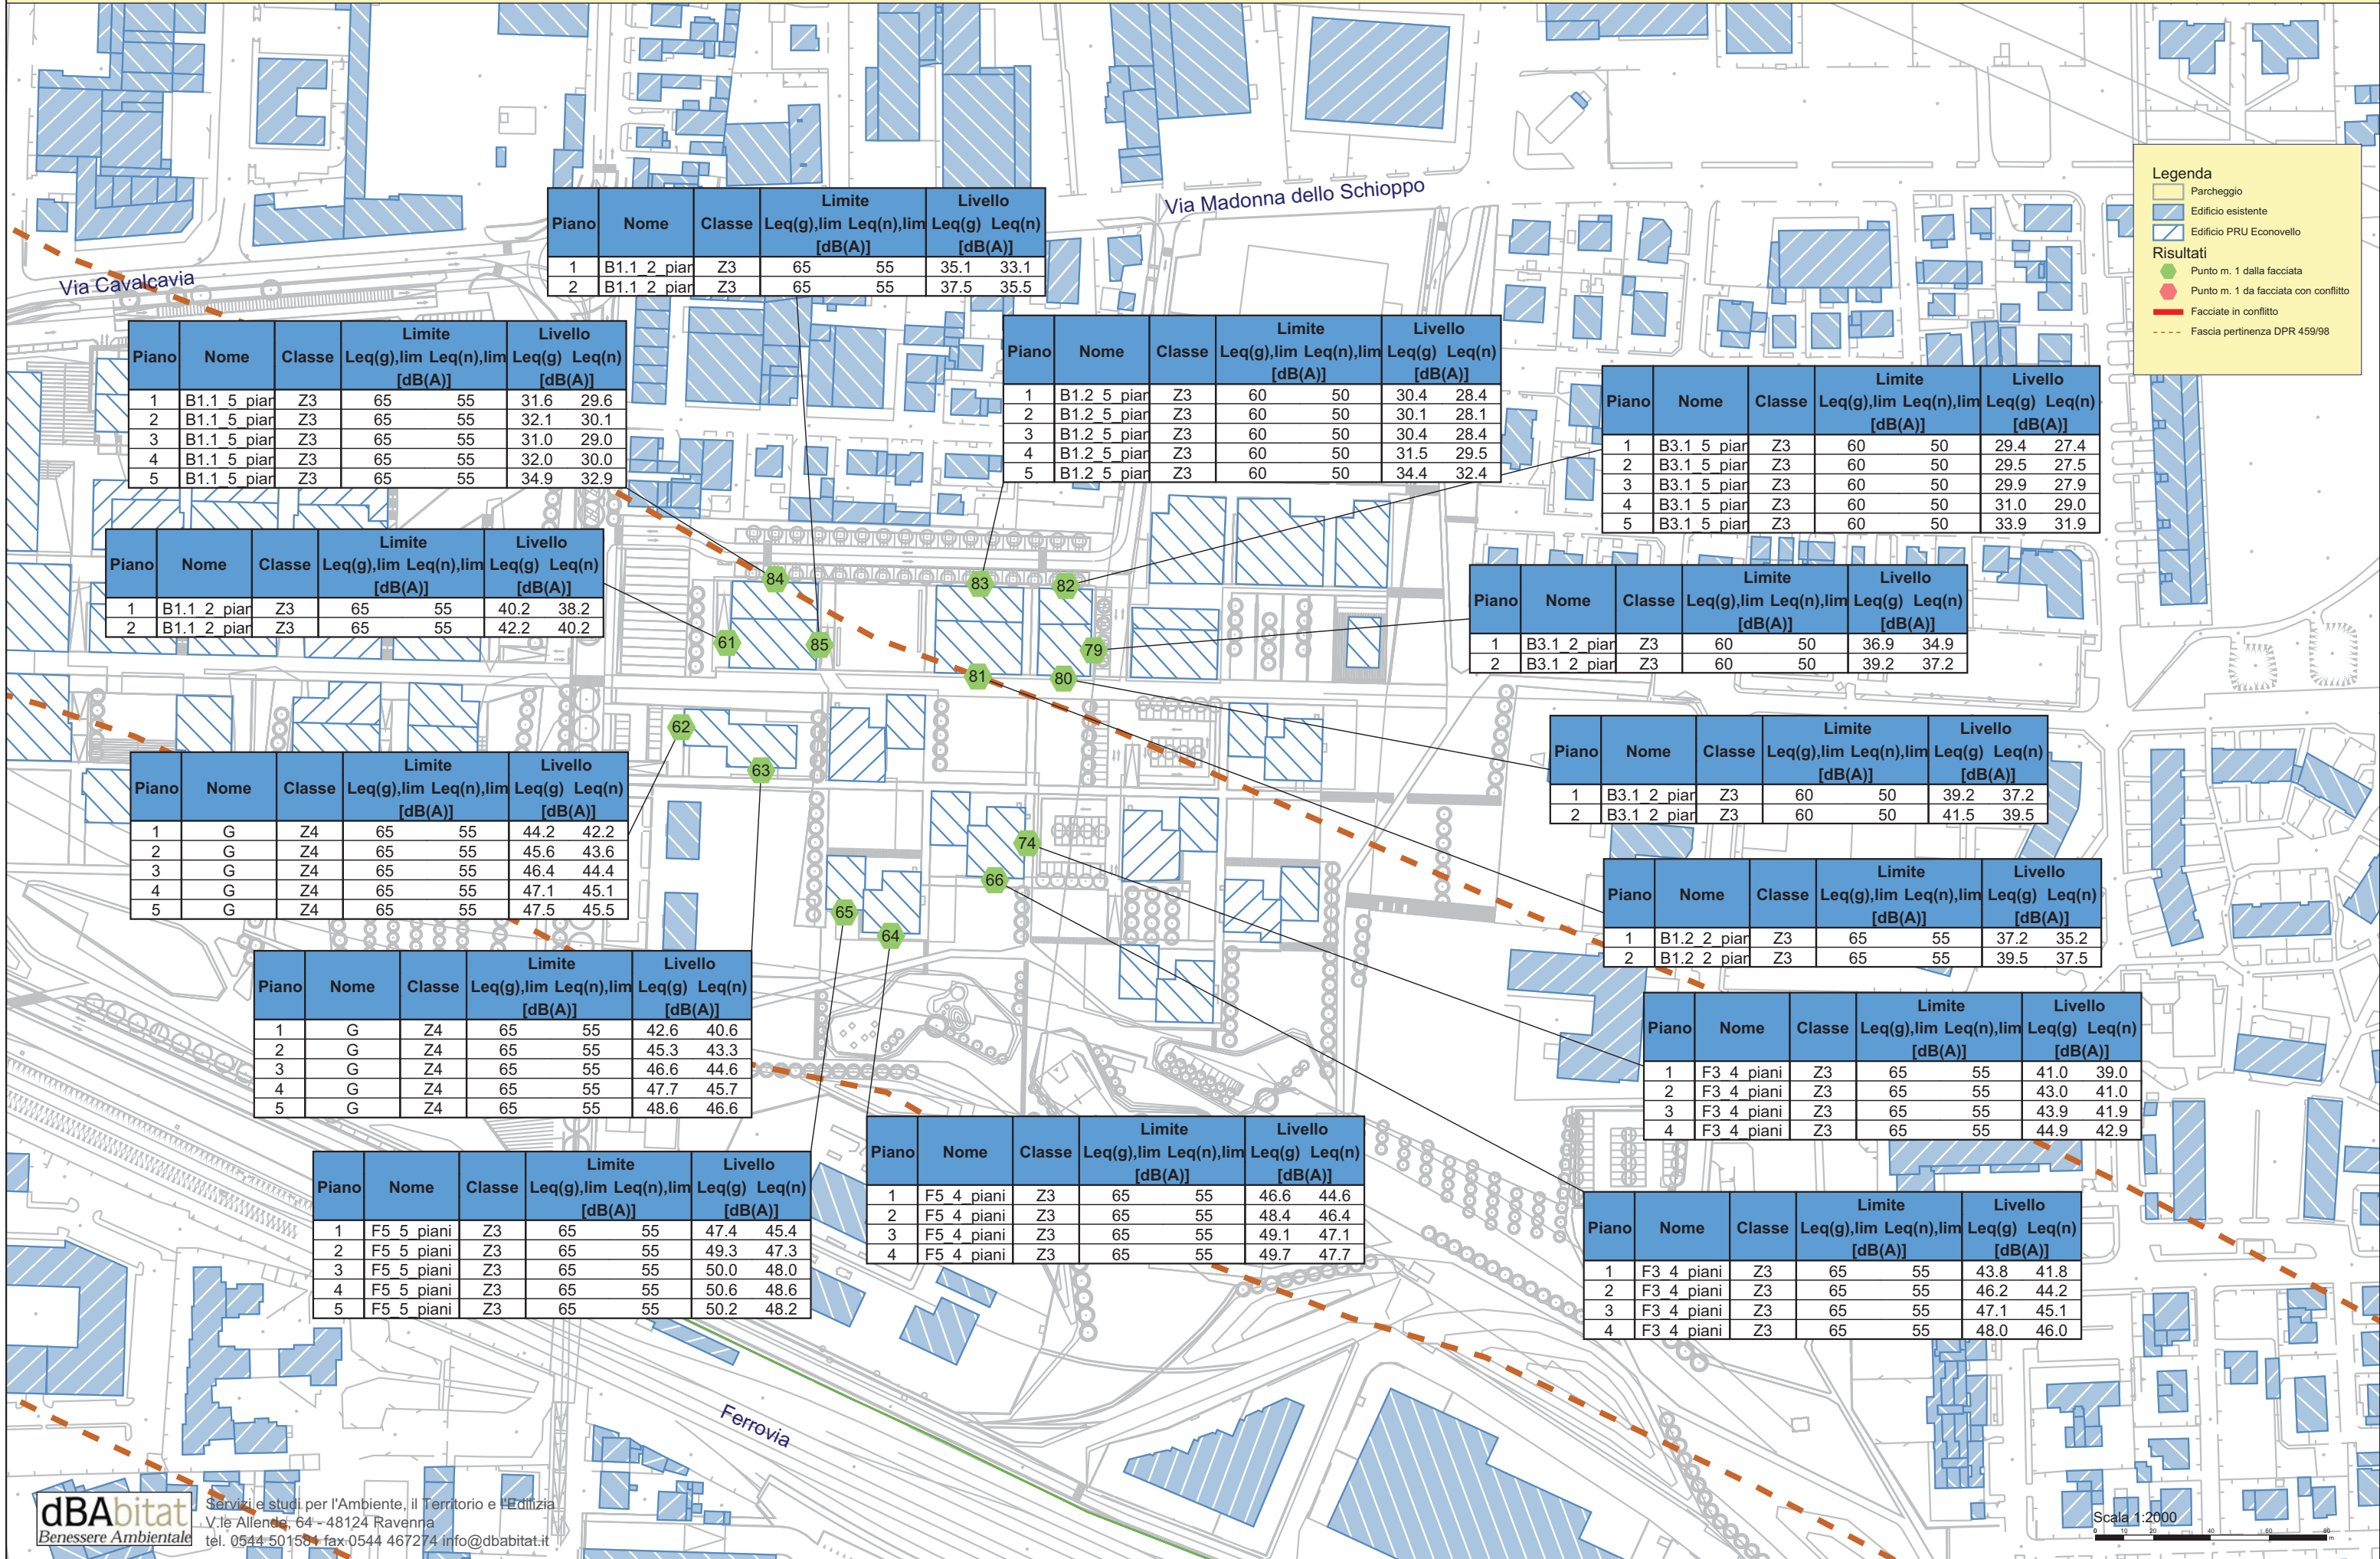 Via Madonna dello Schioppo
Via Cavalcavia
Ferrovia
Legenda
Parcheggio
Edificio esistente
Edificio PRU Econovello
Risultati
Punto m. 1 dalla facciata
Punto m. 1 da facciata con conflitto
Facciate in conflitto
Fascia pertinenza DPR 459/98
Limite Livello
Piano Nome Classe Leq(g),lim Leq(n),lim Leq(g) Leq(n)
[dB(A)] [dB(A)]
1 B1.1_2_pian Z3 65 55 35.1 33.1
2 B1.1_2_pian Z3 65 55 37.5 35.5
Limite Livello
Piano Nome Classe Leq(g),lim Leq(n),lim Leq(g) Leq(n)
[dB(A)] [dB(A)]
1 B1.1_5_pian Z3 65 55 31.6 29.6
2 B1.1_5_pian Z3 65 55 32.1 30.1
3 B1.1_5_pian Z3 65 55 31.0 29.0
4 B1.1_5_pian Z3 65 55 32.0 30.0
5 B1.1_5_pian Z3 65 55 34.9 32.9
Limite Livello
Piano Nome Classe Leq(g),lim Leq(n),lim Leq(g) Leq(n)
[dB(A)] [dB(A)]
1 B1.2_5_pian Z3 60 50 30.4 28.4
2 B1.2_5_pian Z3 60 50 30.1 28.1
3 B1.2_5_pian Z3 60 50 30.4 28.4
4 B1.2_5_pian Z3 60 50 31.5 29.5
5 B1.2_5_pian Z3 60 50 34.4 32.4
Limite Livello
Piano Nome Classe Leq(g),lim Leq(n),lim Leq(g) Leq(n)
[dB(A)] [dB(A)]
1 B3.1_5_pian Z3 60 50 29.4 27.4
2 B3.1_5_pian Z3 60 50 29.5 27.5
3 B3.1_5_pian Z3 60 50 29.9 27.9
4 B3.1_5_pian Z3 60 50 31.0 29.0
5 B3.1_5_pian Z3 60 50 33.9 31.9
Limite Livello
Piano Nome Classe Leq(g),lim Leq(n),lim Leq(g) Leq(n)
[dB(A)] [dB(A)]
1 B1.1_2_pian Z3 65 55 40.2 38.2
2 B1.1_2_pian Z3 65 55 42.2 40.2
Limite Livello
Piano Nome Classe Leq(g),lim Leq(n),lim Leq(g) Leq(n)
[dB(A)] [dB(A)]
1 B3.1_2_pian Z3 60 50 36.9 34.9
2 B3.1_2_pian Z3 60 50 39.2 37.2
84
83
82
61
85
79
81
80
62
63
74
66
65
64
Limite Livello
Piano Nome Classe Leq(g),lim Leq(n),lim Leq(g) Leq(n)
[dB(A)] [dB(A)]
1 B3.1_2_pian Z3 60 50 39.2 37.2
2 B3.1_2_pian Z3 60 50 41.5 39.5
Limite Livello
Piano Nome Classe Leq(g),lim Leq(n),lim Leq(g) Leq(n)
[dB(A)] [dB(A)]
1 G Z4 65 55 44.2 42.2
2 G Z4 65 55 45.6 43.6
3 G Z4 65 55 46.4 44.4
4 G Z4 65 55 47.1 45.1
5 G Z4 65 55 47.5 45.5
Limite Livello
Piano Nome Classe Leq(g),lim Leq(n),lim Leq(g) Leq(n)
[dB(A)] [dB(A)]
1 B1.2_2_pian Z3 65 55 37.2 35.2
2 B1.2_2_pian Z3 65 55 39.5 37.5
Limite Livello
Piano Nome Classe Leq(g),lim Leq(n),lim Leq(g) Leq(n)
[dB(A)] [dB(A)]
1 G Z4 65 55 42.6 40.6
2 G Z4 65 55 45.3 43.3
3 G Z4 65 55 46.6 44.6
4 G Z4 65 55 47.7 45.7
5 G Z4 65 55 48.6 46.6
Limite Livello
Piano Nome Classe Leq(g),lim Leq(n),lim Leq(g) Leq(n)
[dB(A)] [dB(A)]
1 F3_4_piani Z3 65 55 41.0 39.0
2 F3_4_piani Z3 65 55 43.0 41.0
3 F3_4_piani Z3 65 55 43.9 41.9
4 F3_4_piani Z3 65 55 44.9 42.9
Limite Livello
Piano Nome Classe Leq(g),lim Leq(n),lim Leq(g) Leq(n)
[dB(A)] [dB(A)]
1 F5_5_piani Z3 65 55 47.4 45.4
2 F5_5_piani Z3 65 55 49.3 47.3
3 F5_5_piani Z3 65 55 50.0 48.0
4 F5_5_piani Z3 65 55 50.6 48.6
5 F5_5_piani Z3 65 55 50.2 48.2
Limite Livello
Piano Nome Classe Leq(g),lim Leq(n),lim Leq(g) Leq(n)
[dB(A)] [dB(A)]
1 F5_4_piani Z3 65 55 46.6 44.6
2 F5_4_piani Z3 65 55 48.4 46.4
3 F5_4_piani Z3 65 55 49.1 47.1
4 F5_4_piani Z3 65 55 49.7 47.7
Limite Livello
Piano Nome Classe Leq(g),lim Leq(n),lim Leq(g) Leq(n)
[dB(A)] [dB(A)]
1 F3_4_piani Z3 65 55 43.8 41.8
2 F3_4_piani Z3 65 55 46.2 44.2
3 F3_4_piani Z3 65 55 47.1 45.1
4 F3_4_piani Z3 65 55 48.0 46.0
dBAbitat
Benessere Ambientale
Servizi e studi per l'Ambiente, il Territorio e l'Edilizia
V.le Allende, 64 - 48124 Ravenna
tel. 0544 501581 fax 0544 467274 info@dbabitat.it
Scala 1:2000
0 10 20 40 60 80
m